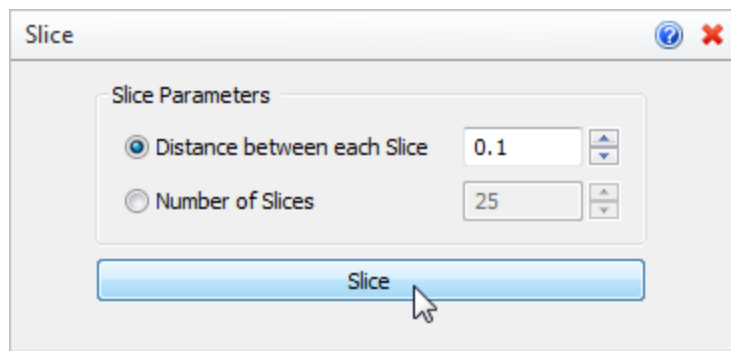 Slice
Slice Parameters
Distance between each Slice 0.1
Number of Slices 25
Slice